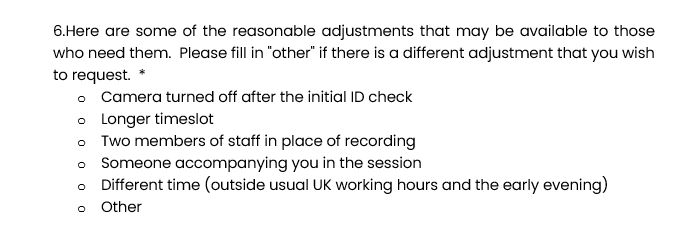 6.Here are some of the reasonable adjustments that may be available to those
who need them. Please fill in "other" if there is a different adjustment that you wish
to request. *
o Camera turned off after the initial ID check
o Longer timeslot
o Two members of staff in place of recording
o Someone accompanying you in the session
o Different time (outside usual UK working hours and the early evening)
o Other